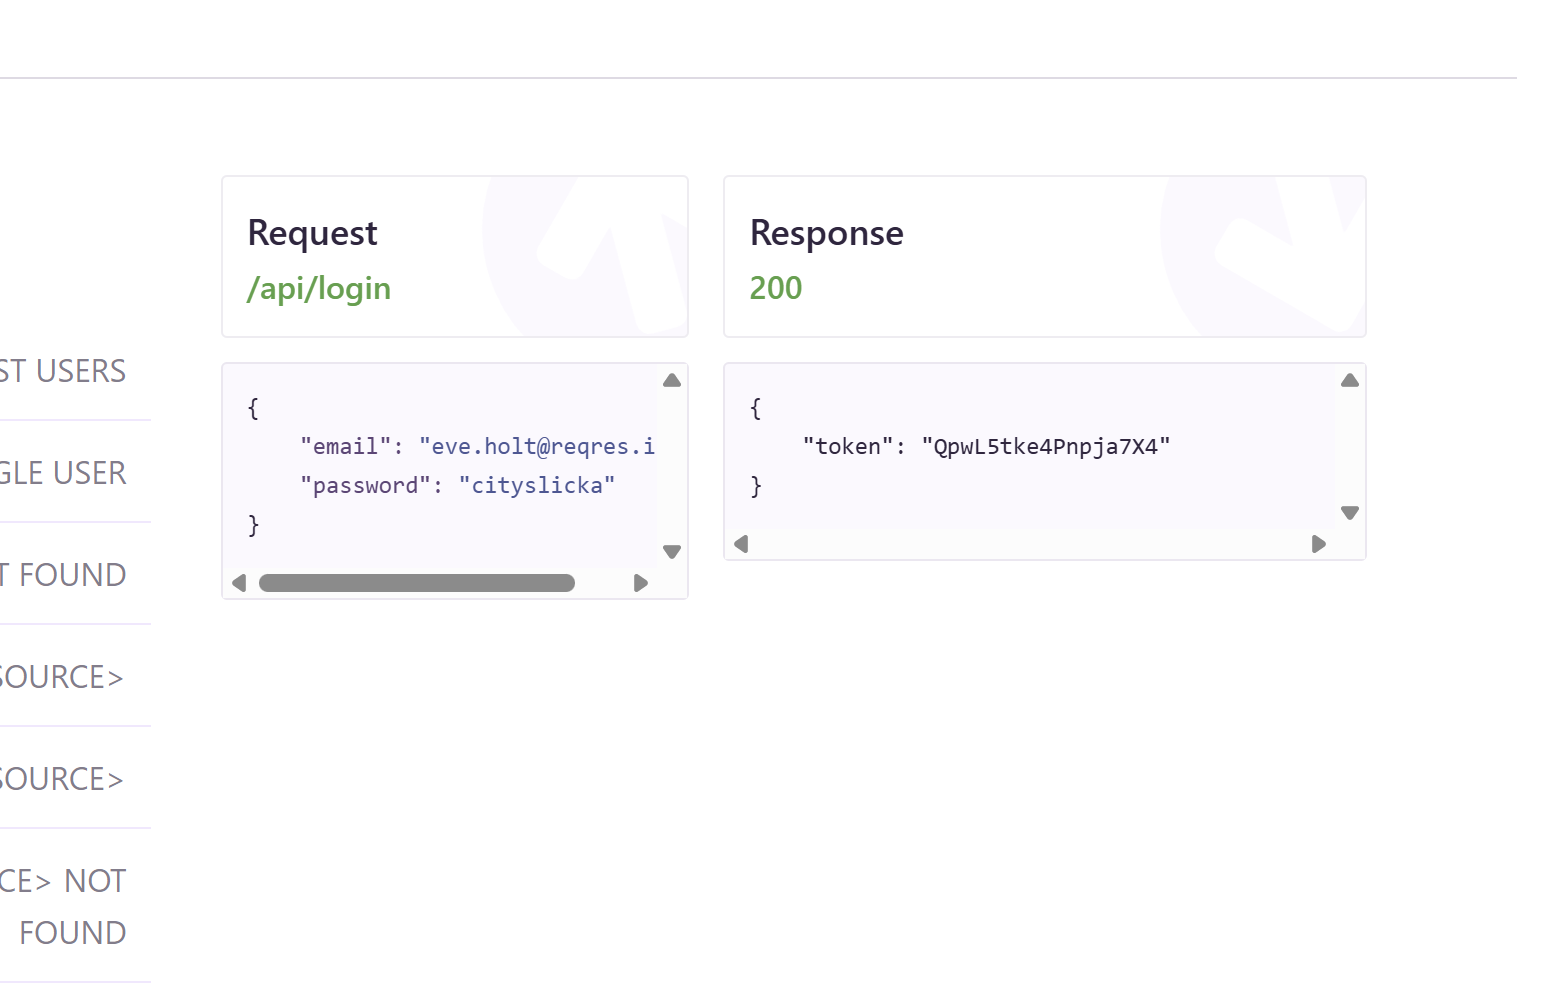 Request
/api/login
Response
200
{
"email": "eve.holt@reqres.i
"password": "cityslicka"
}
{
"token": "QpwL5tke4Pnpja7X4"
}
ST USERS
GLE USER
T FOUND
SOURCE>
SOURCE>
CE> NOT
FOUND